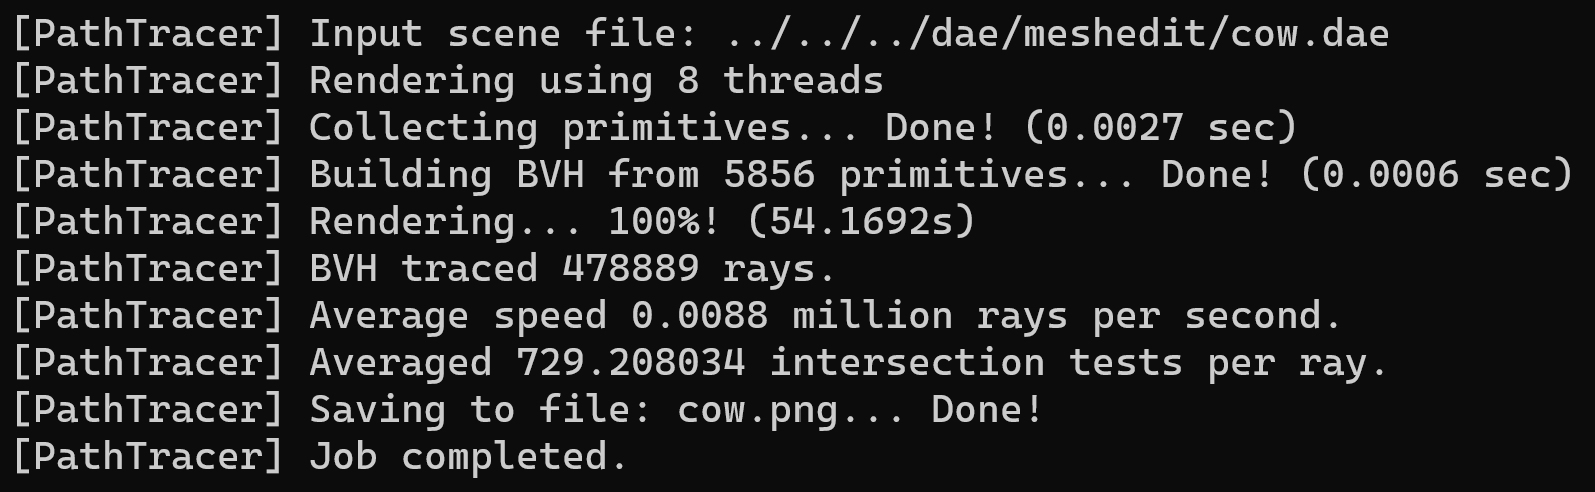 [PathTracer] Input scene file: ../../../dae/meshedit/cow.dae
[PathTracer] Rendering using 8 threads
[PathTracer] Collecting primitives... Done! (0.0027 sec)
[PathTracer] Building BVH from 5856 primitives... Done! (0.0006 sec)
[PathTracer] Rendering... 100%! (54.1692s)
[PathTracer] BVH traced 478889 rays.
[PathTracer] Average speed 0.0088 million rays per second.
[PathTracer] Averaged 729.208034 intersection tests per ray.
[PathTracer] Saving to file: cow.png... Done!
[PathTracer] Job completed.